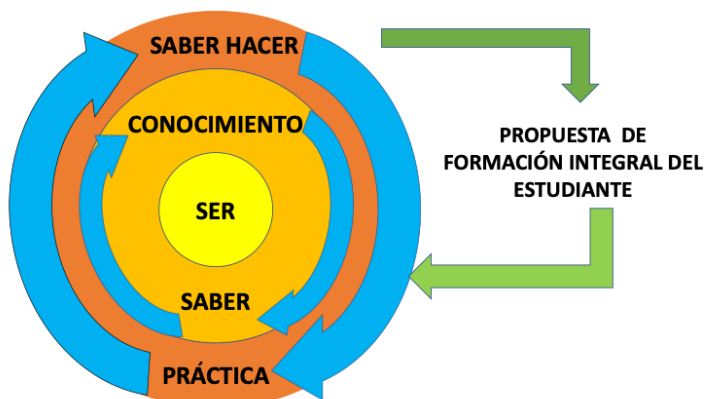 SABER HACER
CONOCIMIENTO
SER
SABER
PRÁCTICA
PROPUESTA DE
FORMACIÓN INTEGRAL DEL
ESTUDIANTE